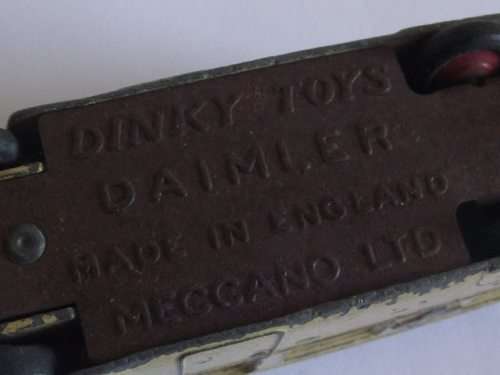 DINKY TOYS
DAIMLER
MADE IN ENGLAND
MECCANO LTD